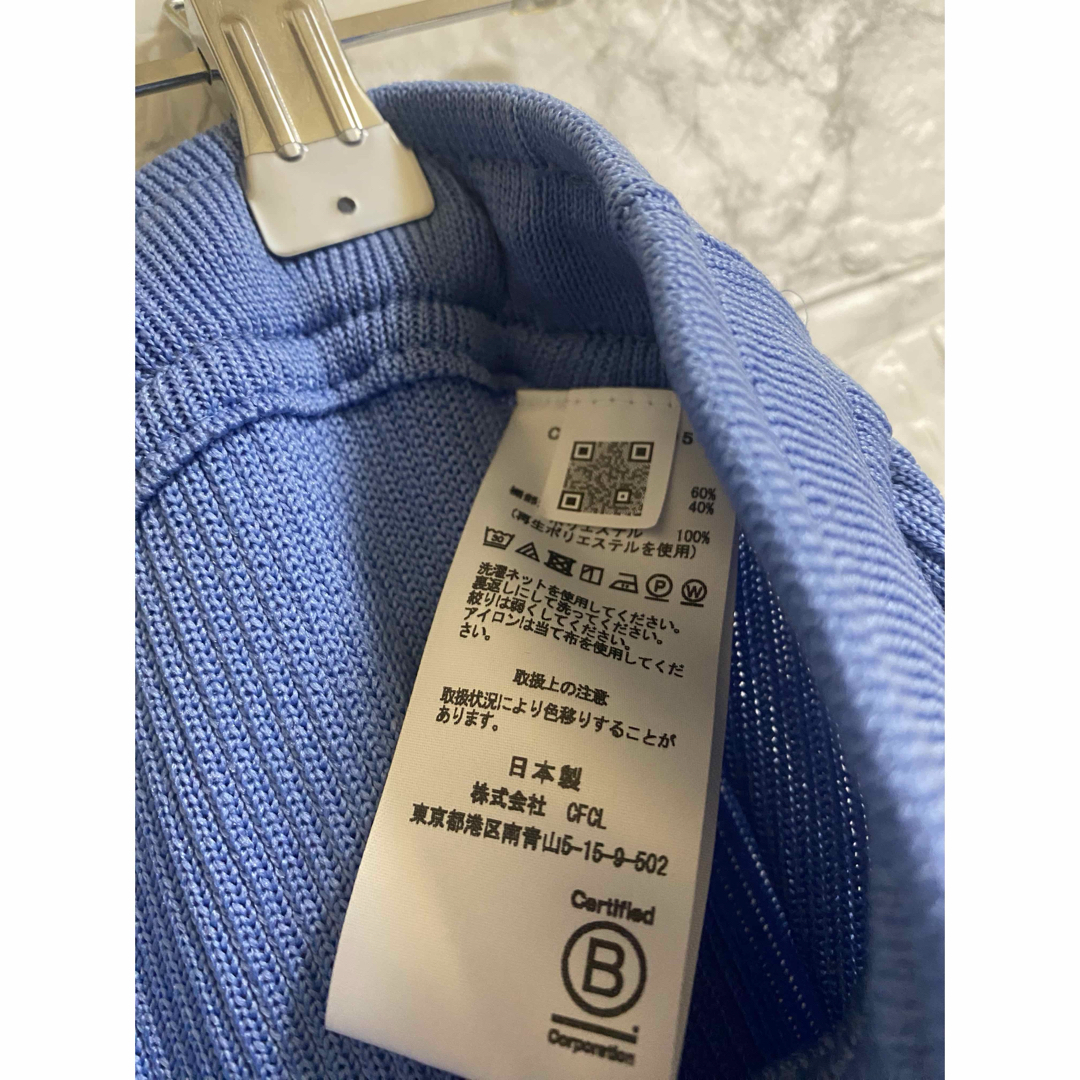 60%
40%
100%
（再生ポリエステルを使用）
30
P W
洗濯ネットを使用してください。
裏返しにして洗ってください。
絞りは弱くしてください。
アイロンは当て布を使用してくだ
さい。
取扱上の注意
取扱状況により色移りすることが
あります。
日本製
株式会社 CFCL
東京都港区南青山5-15-9-502
Certified
B
Corporation